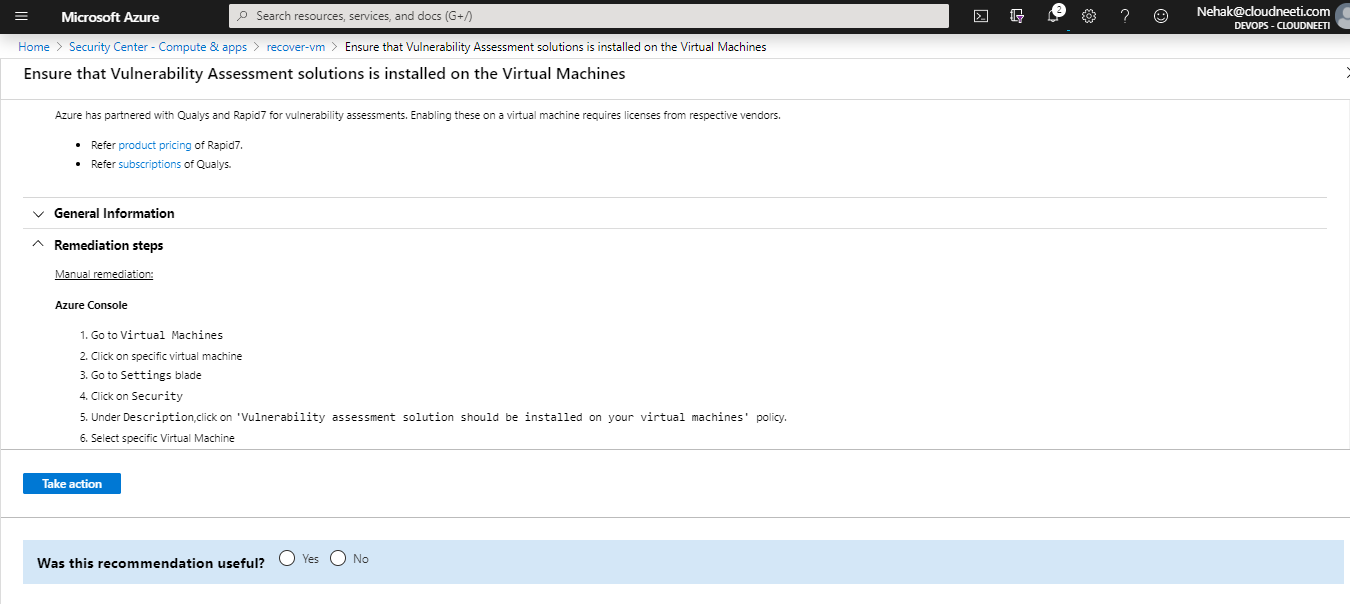 Microsoft Azure
Search resources, services, and docs (G+/)
2
Nehak@cloudneeti.com
DEVOPS - CLOUDNEETI
Home > Security Center - Compute & apps > recover-vm > Ensure that Vulnerability Assessment solutions is installed on the Virtual Machines
Ensure that Vulnerability Assessment solutions is installed on the Virtual Machines
Azure has partnered with Qualys and Rapid7 for vulnerability assessments. Enabling these on a virtual machine requires licenses from respective vendors.
• Refer product pricing of Rapid7.
• Refer subscriptions of Qualys.
General Information
Remediation steps
Manual remediation:
Azure Console
1. Go to Virtual Machines
2. Click on specific virtual machine
3. Go to Settings blade
4. Click on Security
5. Under Description,click on 'Vulnerability assessment solution should be installed on your virtual machines' policy.
6. Select specific Virtual Machine
Take action
Was this recommendation useful? Yes No